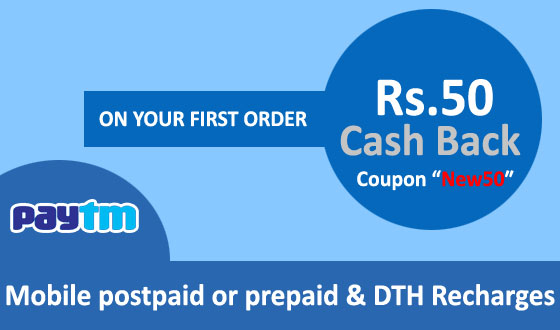 Rs.50
ON YOUR FIRST ORDER
Cash Back
Coupon “New50”
paytm
Mobile postpaid or prepaid & DTH Recharges